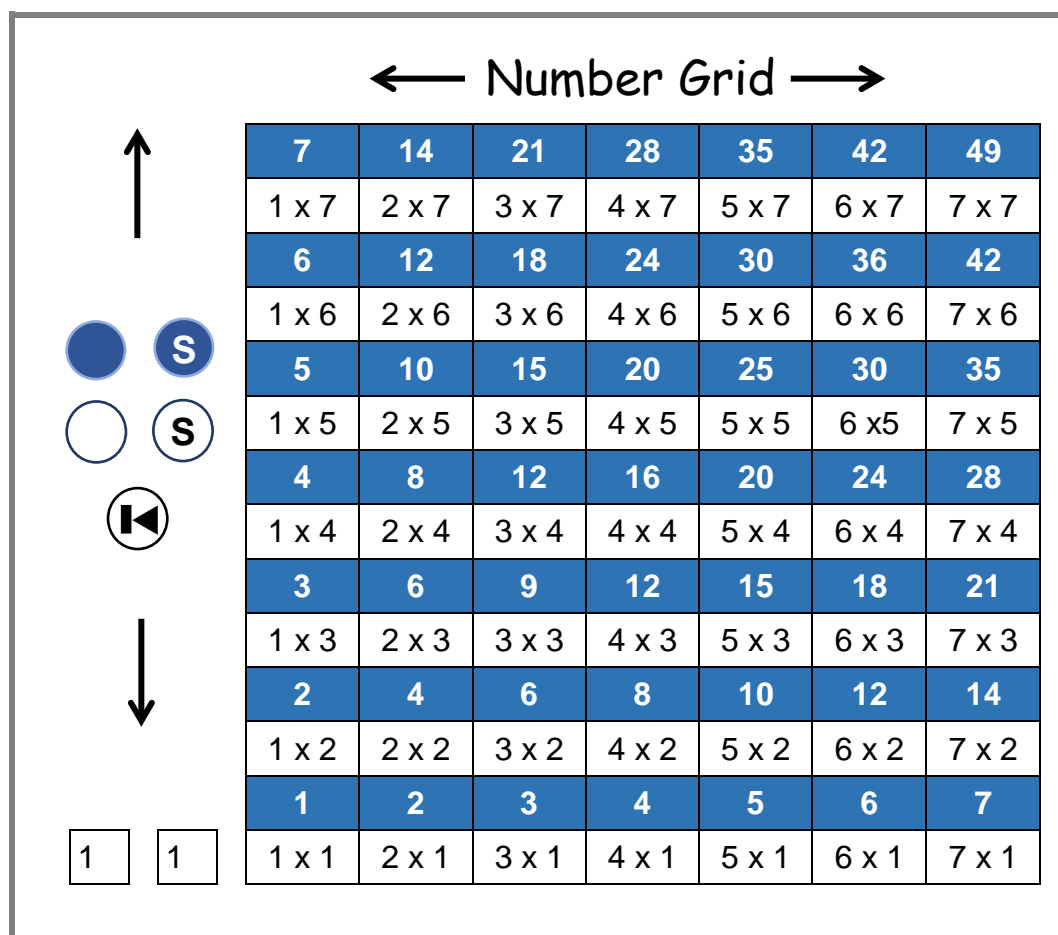 Number Grid
7 14 21 28 35 42 49
1 x 7 2 x 7 3 x 7 4 x 7 5 x 7 6 x 7 7 x 7
6 12 18 24 30 36 42
1 x 6 2 x 6 3 x 6 4 x 6 5 x 6 6 x 6 7 x 6
S
5 10 15 20 25 30 35
S 1 x 5 2 x 5 3 x 5 4 x 5 5 x 5 6 x5 7 x 5
4 8 12 16 20 24 28
1 x 4 2 x 4 3 x 4 4 x 4 5 x 4 6 x 4 7 x 4
3 6 9 12 15 18 21
1 x 3 2 x 3 3 x 3 4 x 3 5 x 3 6 x 3 7 x 3
2 4 6 8 10 12 14
1 x 2 2 x 2 3 x 2 4 x 2 5 x 2 6 x 2 7 x 2
1 2 3 4 5 6 7
1 1 1 x 1 2 x 1 3 x 1 4 x 1 5 x 1 6 x 1 7 x 1